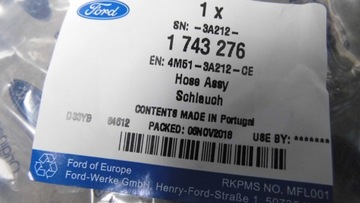 Ford
1 x
SN: -3A212-
1 743 276
EN: 4M51-3A212-CE
Hose Assy
Schlauch
CONTENTS MADE IN Portugal
D33YB 84612 PACKED: 06NOV2018 USE BY: *******
Ford of Europe RKPMS NO. MFL001
Ford-Werke GmbH, Henry-Ford-Straße 1,